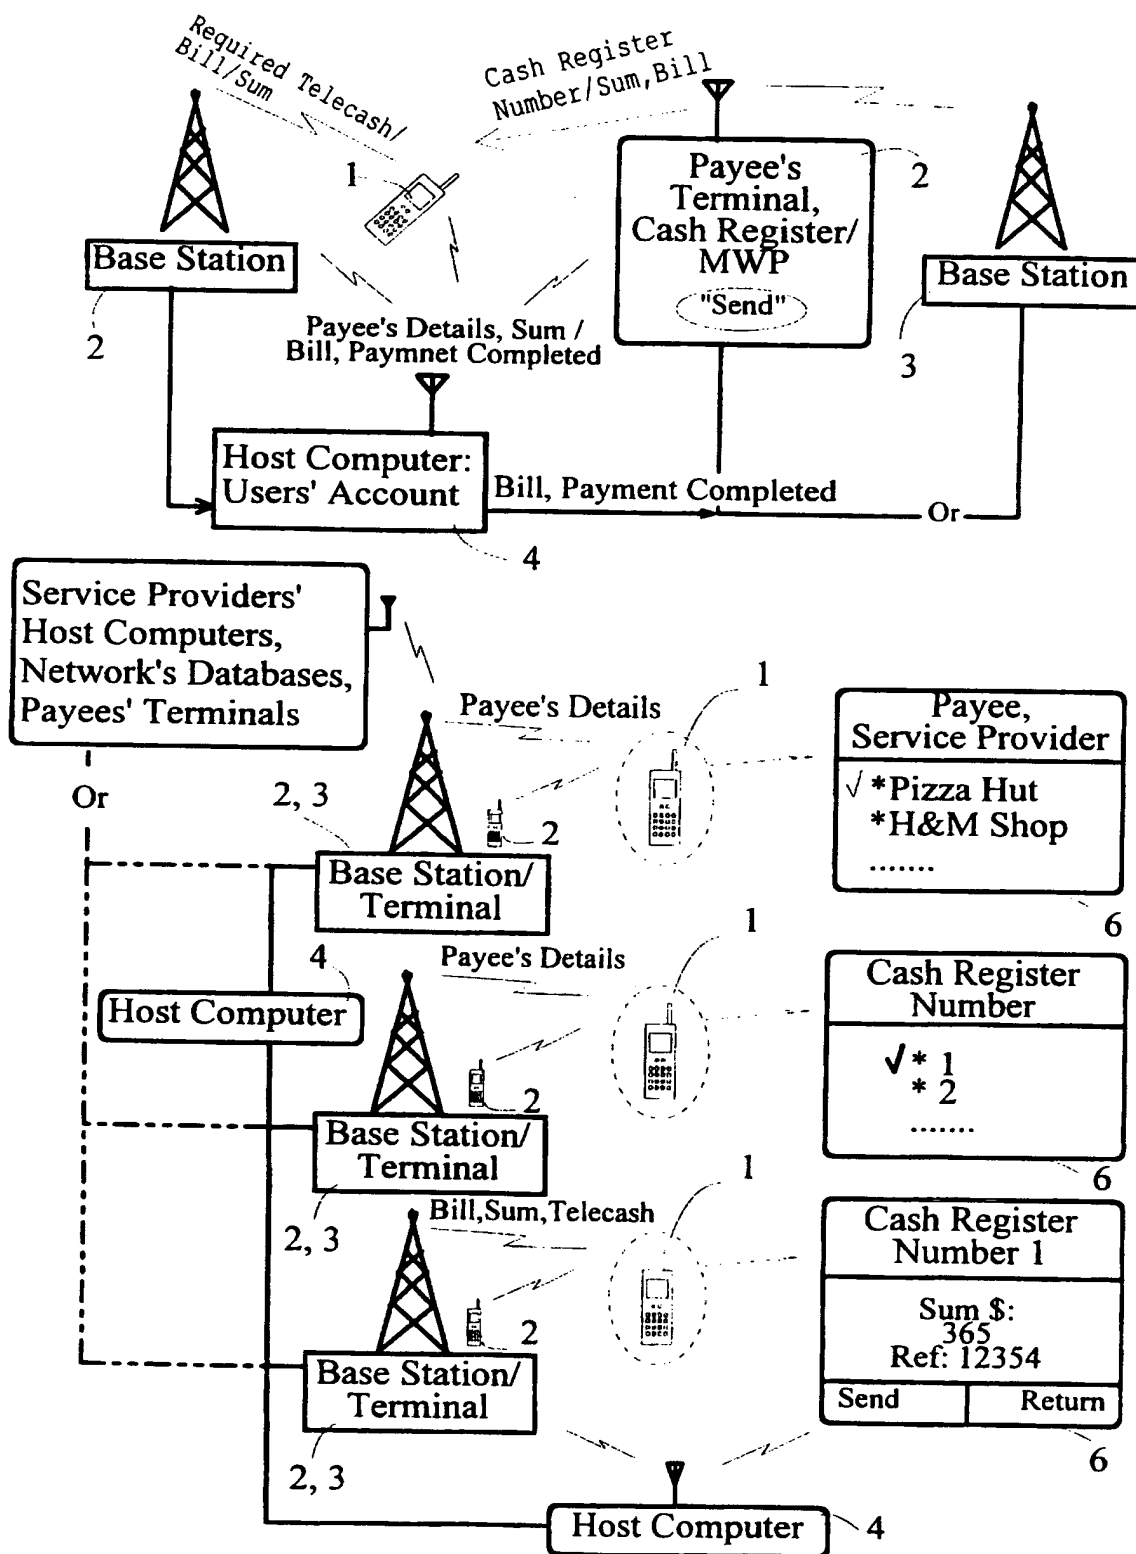 Required Telecash/
Bill/Sum
Cash Register
Number/Sum,Bill
1
Payee's
Terminal,
Cash Register/
MWP
"Send"
2
Base Station
2
Base Station
3
Payee's Details, Sum /
Bill, Paymnet Completed
Host Computer:
Users' Account
Bill, Payment Completed
Or
4
Service Providers'
Host Computers,
Network's Databases,
Payees' Terminals
Or
Payee's Details
1
2, 3
2
Base Station/
Terminal
Payee,
Service Provider
√ *Pizza Hut
*H&M Shop
.......
6
4
Host Computer
Payee's Details
1
2
Base Station/
Terminal
2, 3
Cash Register
Number
√ * 1
* 2
.......
6
Bill,Sum,Telecash
1
2
Base Station/
Terminal
2, 3
Cash Register
Number 1
Sum $:
365
Ref: 12354
Send
Return
6
Host Computer
4